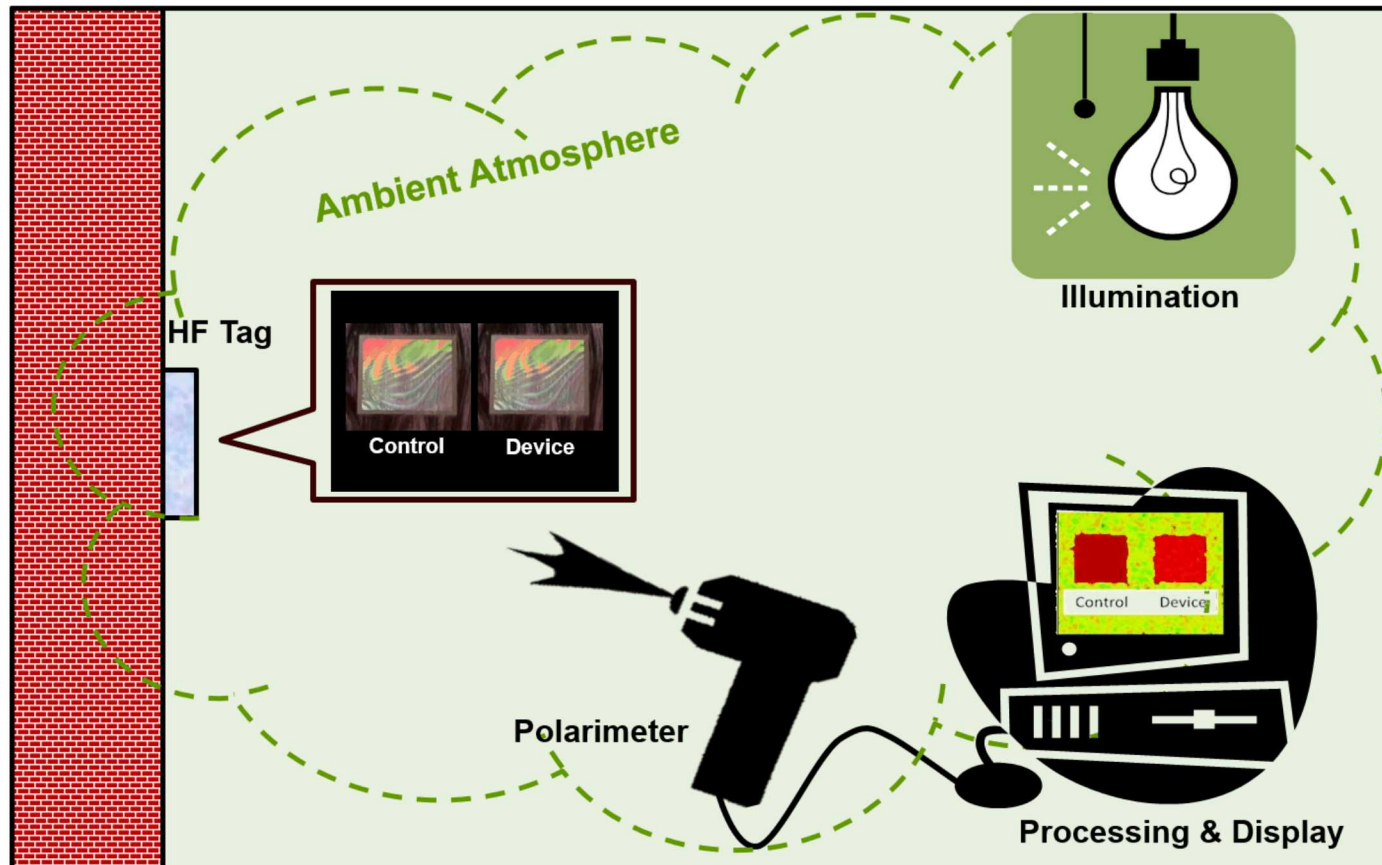 Ambient Atmosphere
Illumination
HF Tag
Control Device
Control Device
Polarimeter
Processing & Display